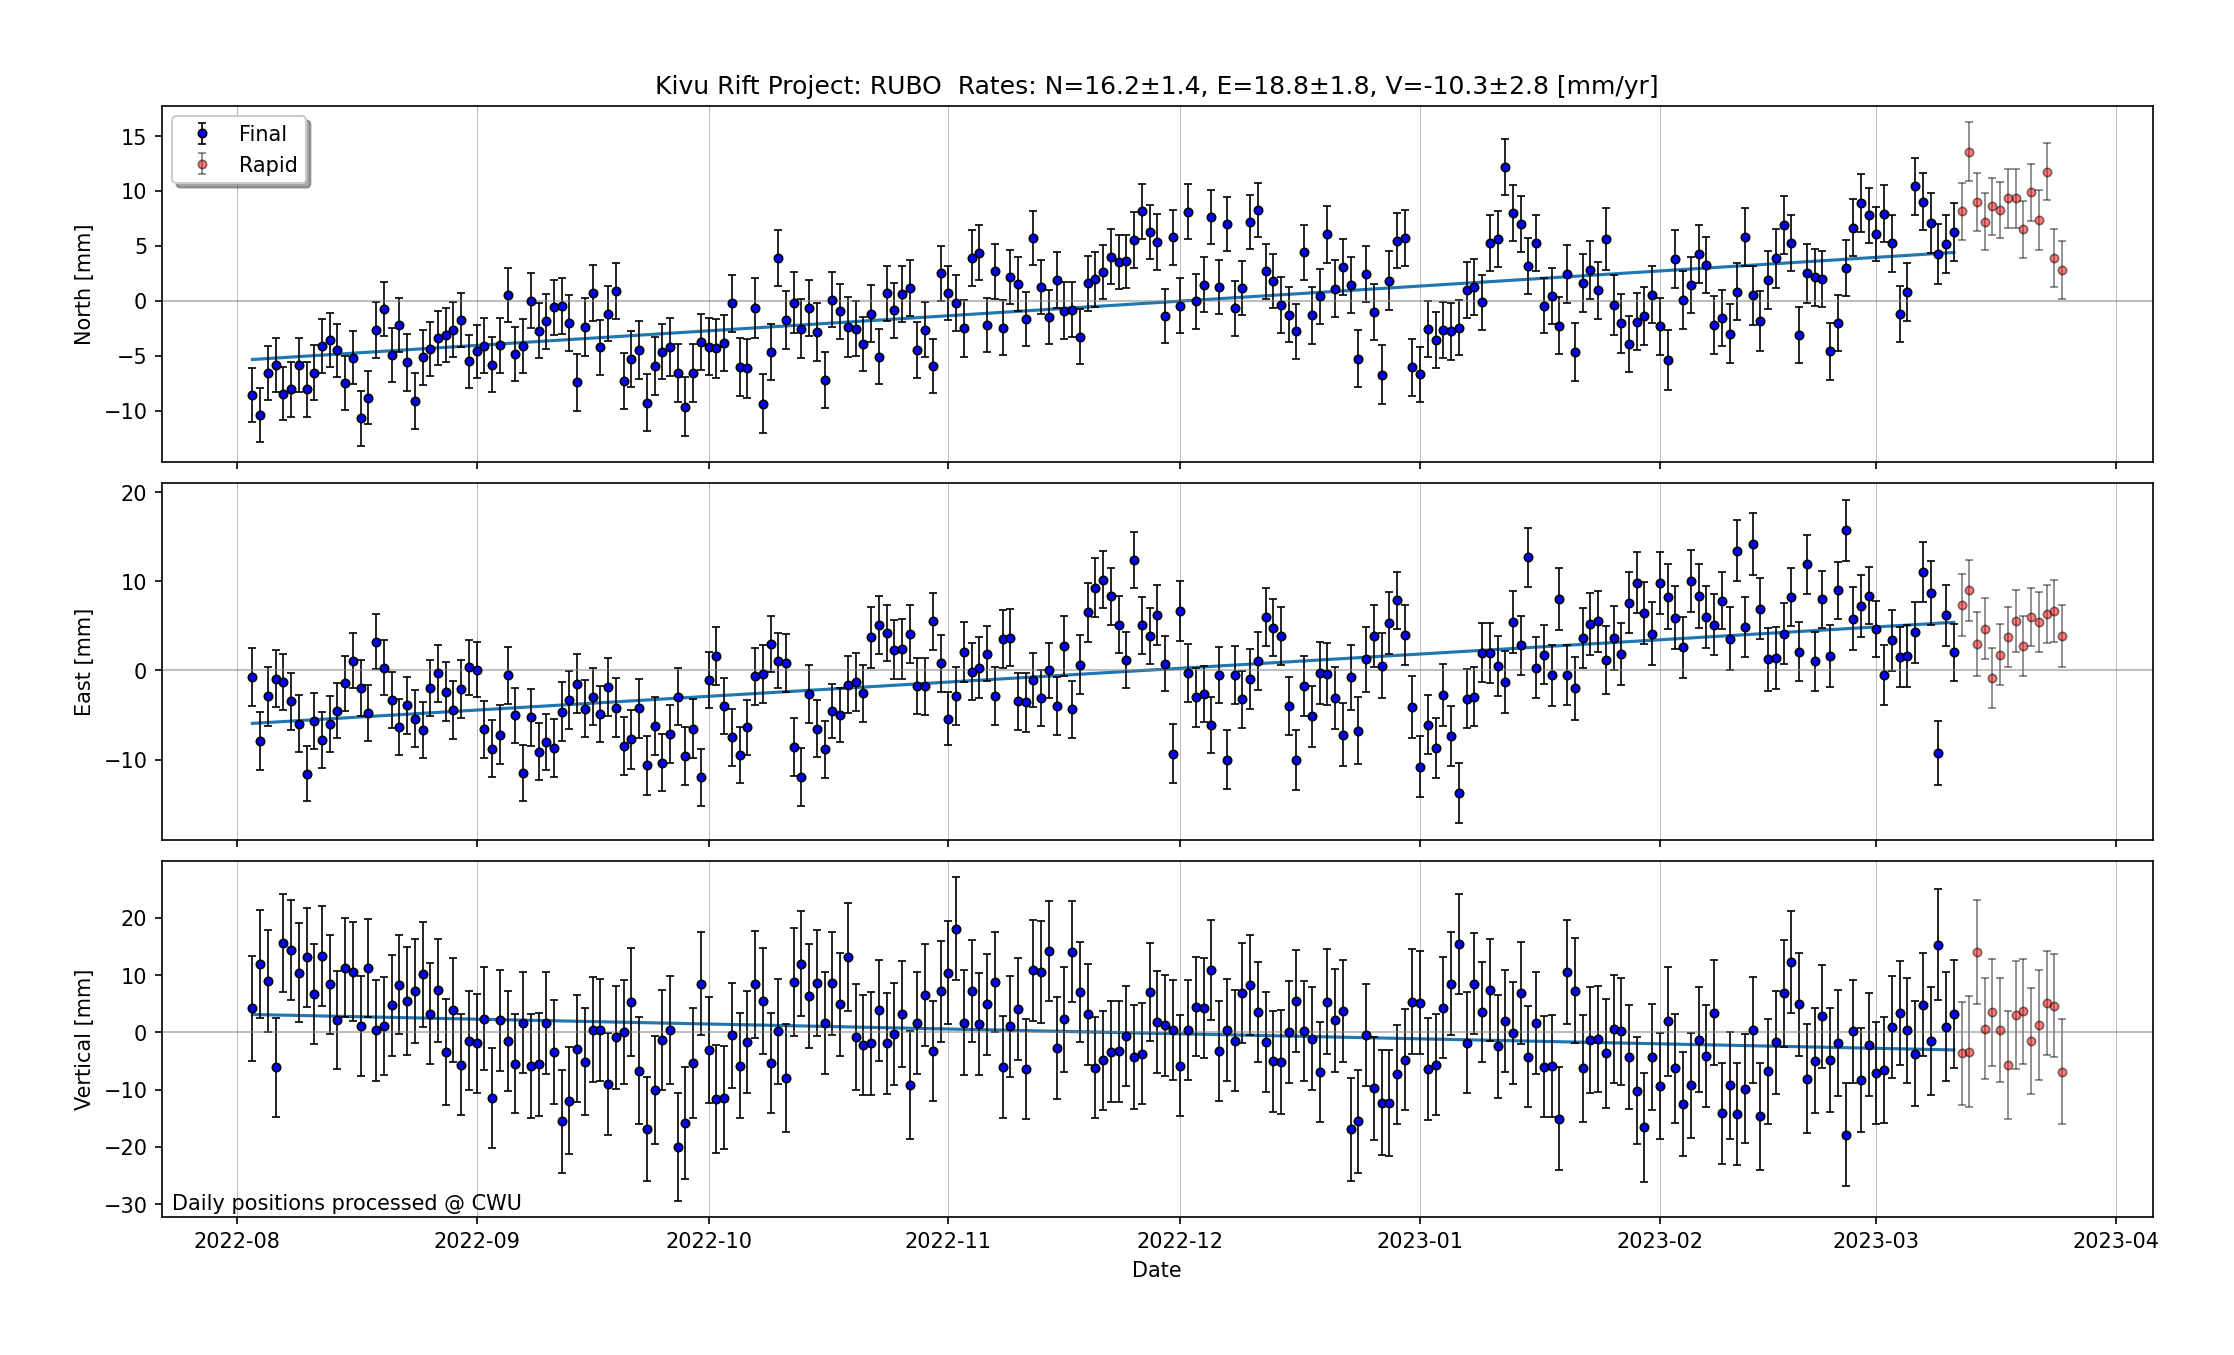 Kivu Rift Project: RUBO  Rates: N=16.2±1.4, E=18.8±1.8, V=-10.3±2.8 [mm/yr]
Final
Rapid
15
10
5
0
−5
−10
North [mm]
20
10
0
−10
East [mm]
20
10
0
−10
−20
−30
Vertical [mm]
Daily positions processed @ CWU
2022-08 2022-09 2022-10 2022-11 2022-12 2023-01 2023-02 2023-03 2023-04
Date